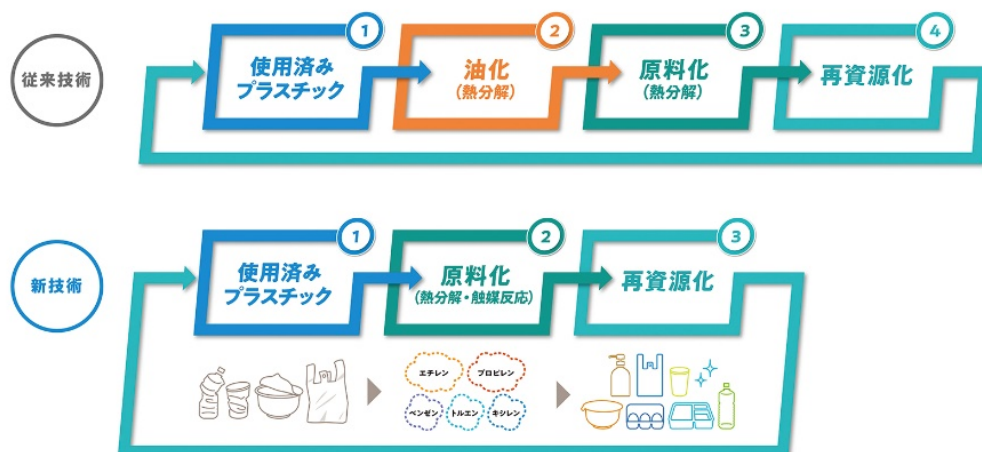 従来技術
1
使用済み
プラスチック
2
油化
(熱分解)
3
原料化
(熱分解)
4
再資源化
新技術
1
使用済み
プラスチック
2
原料化
(熱分解・触媒反応)
3
再資源化
エチレン
プロピレン
ベンゼン
トルエン
キシレン